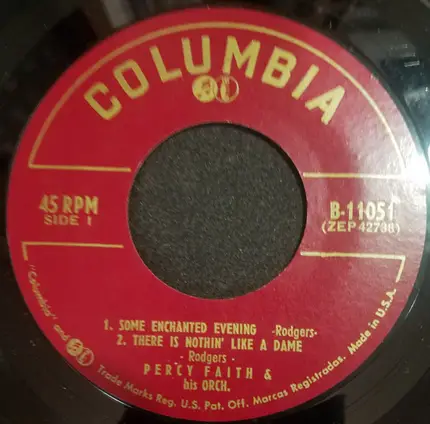 COLUMBIA
45 RPM
SIDE 1
B-11051
(ZEP 42738)
1. SOME ENCHANTED EVENING -Rodgers-
2. THERE IS NOTHIN' LIKE A DAME
- Rodgers -
PERCY FAITH &
his ORCH.
"Columbia" and Trade Marks Reg. U.S. Pat. Off. Marcas Registradas. Made in U.S.A.